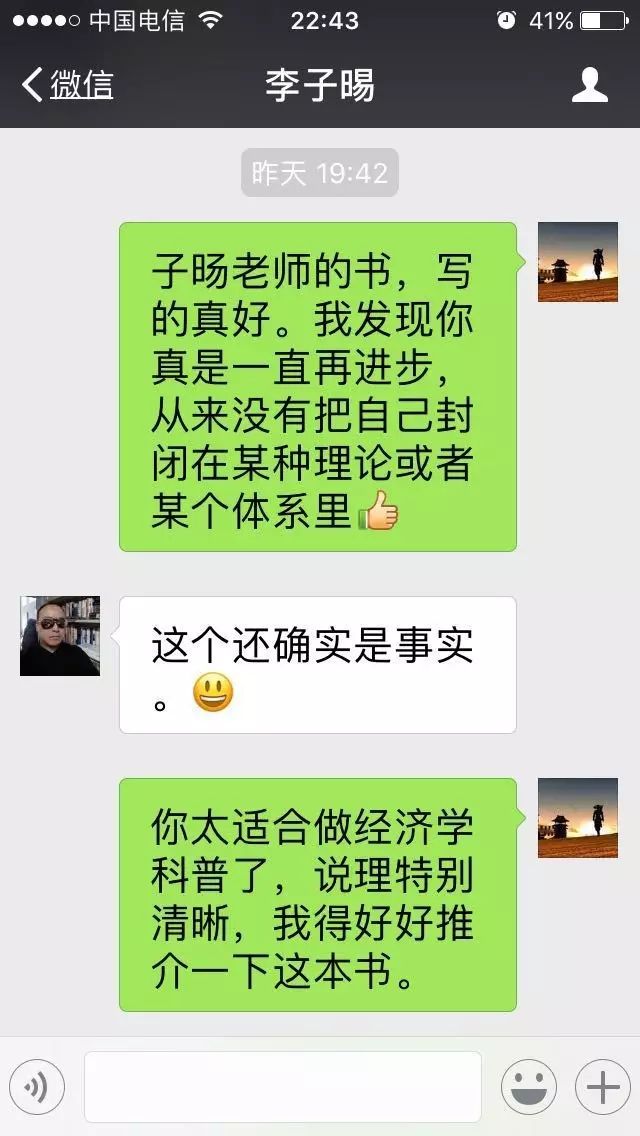 中国电信 22:43 41%
微信 李子暘
昨天 19:42
子旸老师的书，写
的真好。我发现你
真是一直再进步，
从来没有把自己封
闭在某种理论或者
某个体系里👍
这个还确实是事实
。😃
你太适合做经济学
科普了，说理特别
清晰，我得好好推
介一下这本书。